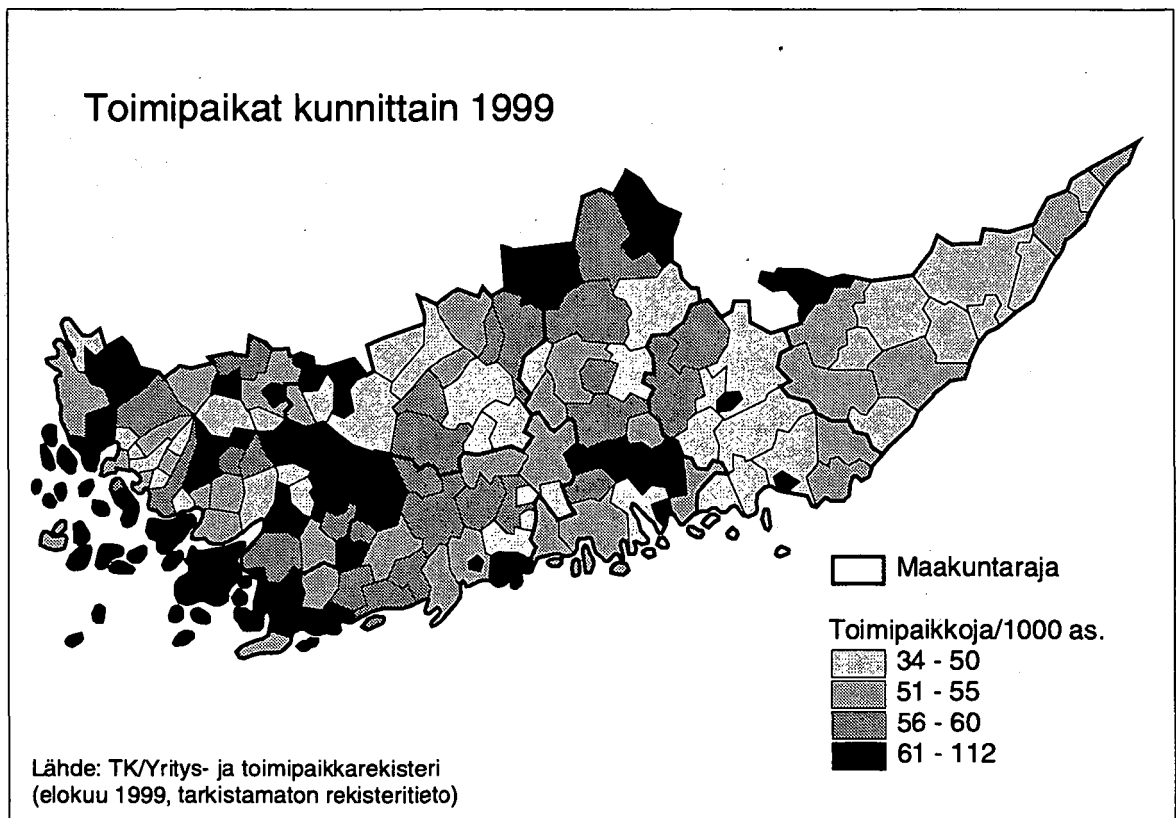 Toimipaikat kunnittain 1999
Maakuntaraja
Toimipaikkoja/1000 as.
34 - 50
51 - 55
56 - 60
61 - 112
Lähde: TK/Yritys- ja toimipaikkarekisteri
(elokuu 1999, tarkistamaton rekisteritieto)